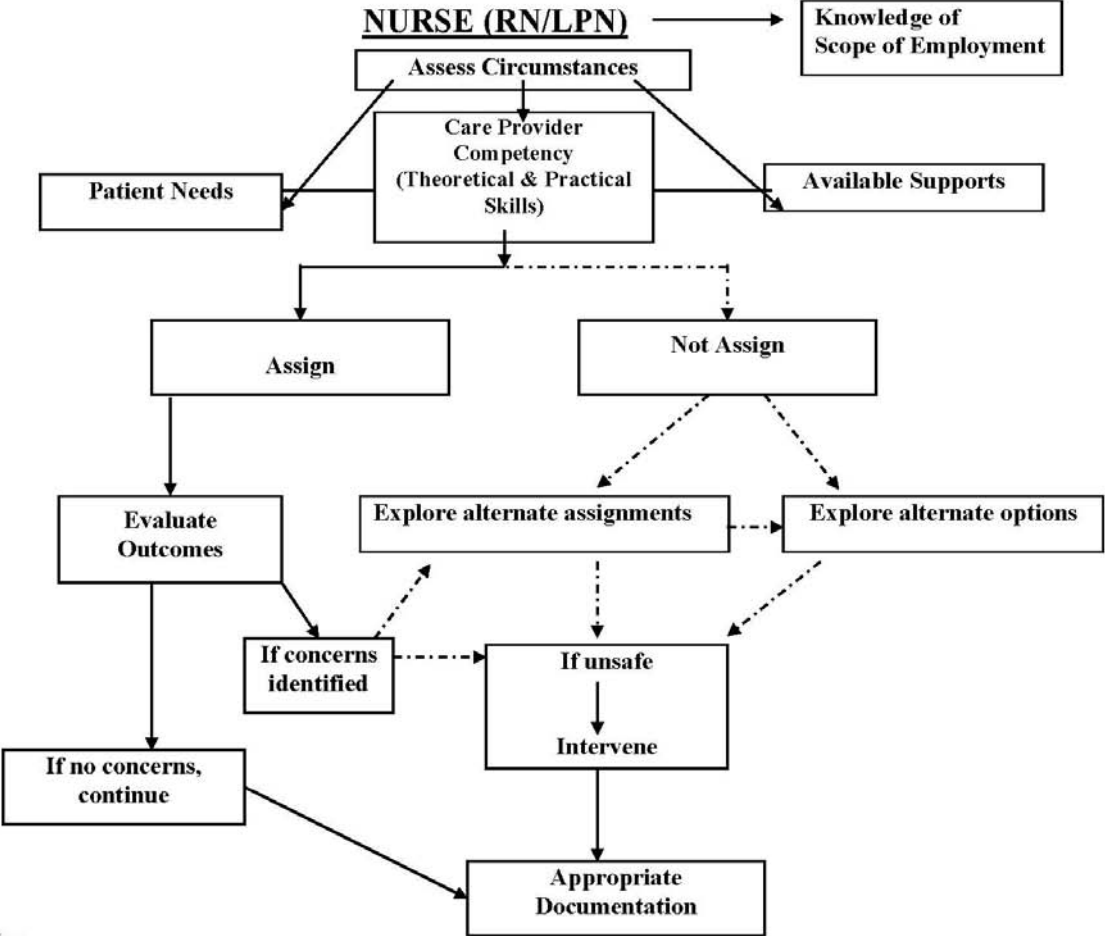 NURSE (RN/LPN)
Knowledge of
Scope of Employment
Assess Circumstances
Care Provider
Competency
(Theoretical & Practical
Skills)
Patient Needs
Available Supports
Assign
Not Assign
Evaluate
Outcomes
Explore alternate assignments
Explore alternate options
If concerns
identified
If unsafe
Intervene
If no concerns,
continue
Appropriate
Documentation